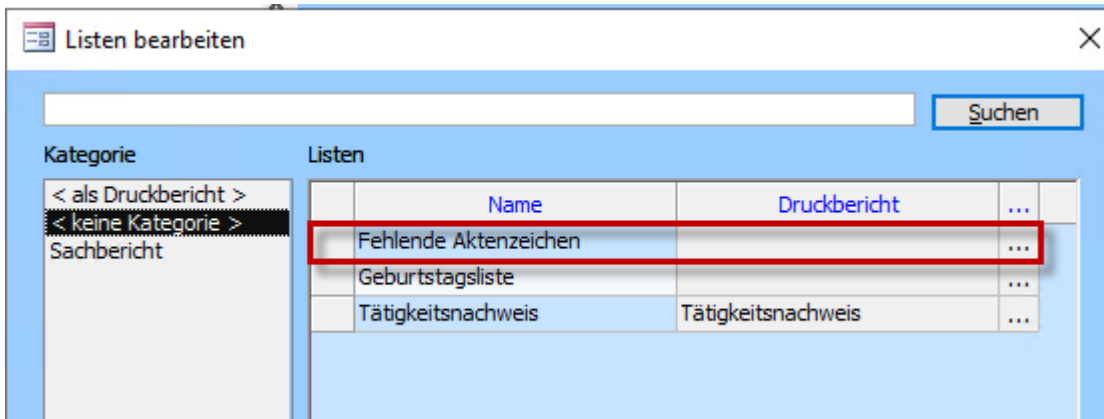 Listen bearbeiten
Suchen
Kategorie
Listen
< als Druckbericht >
< keine Kategorie >
Sachbericht
Name Druckbericht ...
Fehlende Aktenzeichen ...
Geburtstagsliste ...
Tätigkeitsnachweis Tätigkeitsnachweis ...